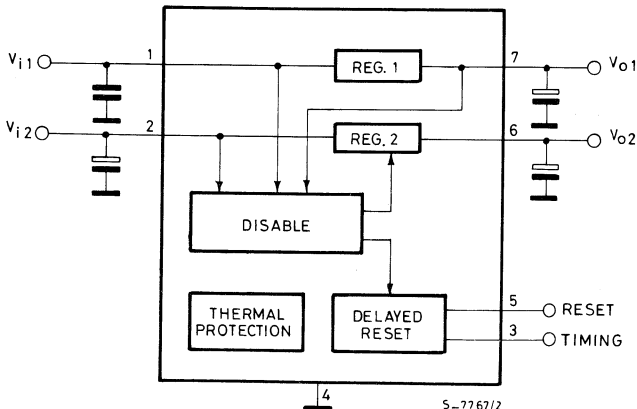 Vi1
1
REG. 1
7
Vo1
Vi2
2
REG. 2
6
Vo2
DISABLE
THERMAL
PROTECTION
DELAYED
RESET
5
RESET
3
TIMING
4
S-7767/2